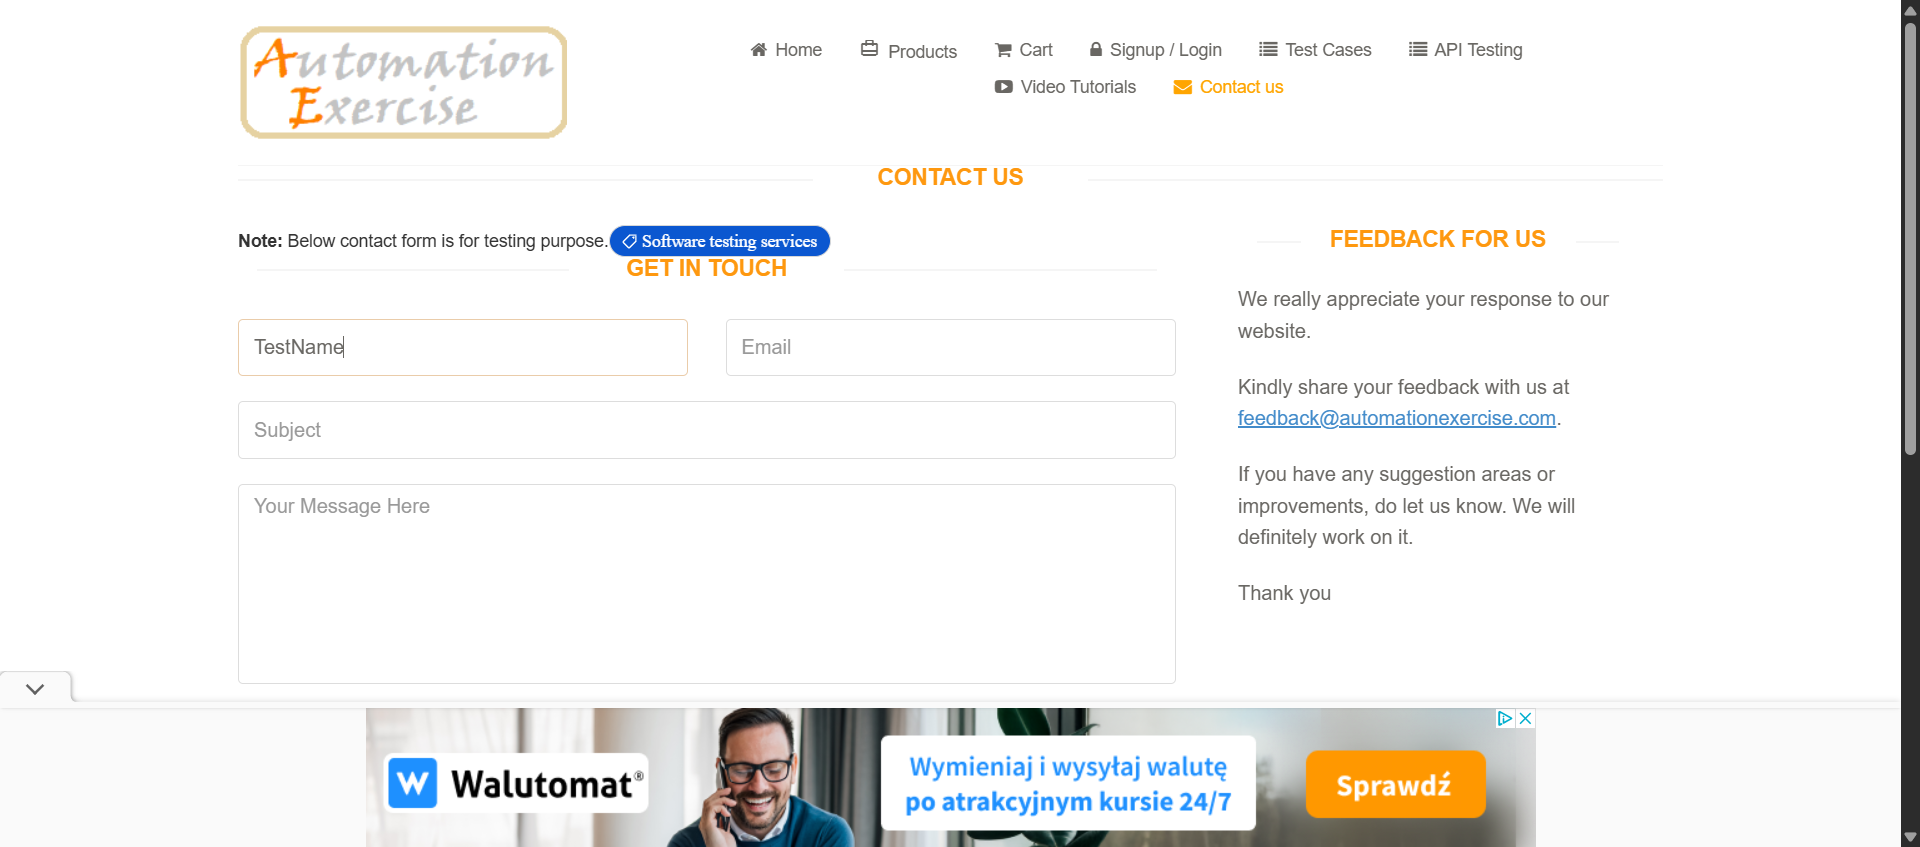 Automation
Exercise
Home
Products
Cart
Signup / Login
Test Cases
API Testing
Video Tutorials
Contact us
CONTACT US
Note: Below contact form is for testing purpose.
Software testing services
GET IN TOUCH
TestName
Email
Subject
Your Message Here
FEEDBACK FOR US
We really appreciate your response to our
website.
Kindly share your feedback with us at
feedback@automationexercise.com.
If you have any suggestion areas or
improvements, do let us know. We will
definitely work on it.
Thank you
W Walutomat®
Wymieniaj i wysyłaj walutę
po atrakcyjnym kursie 24/7
Sprawdź